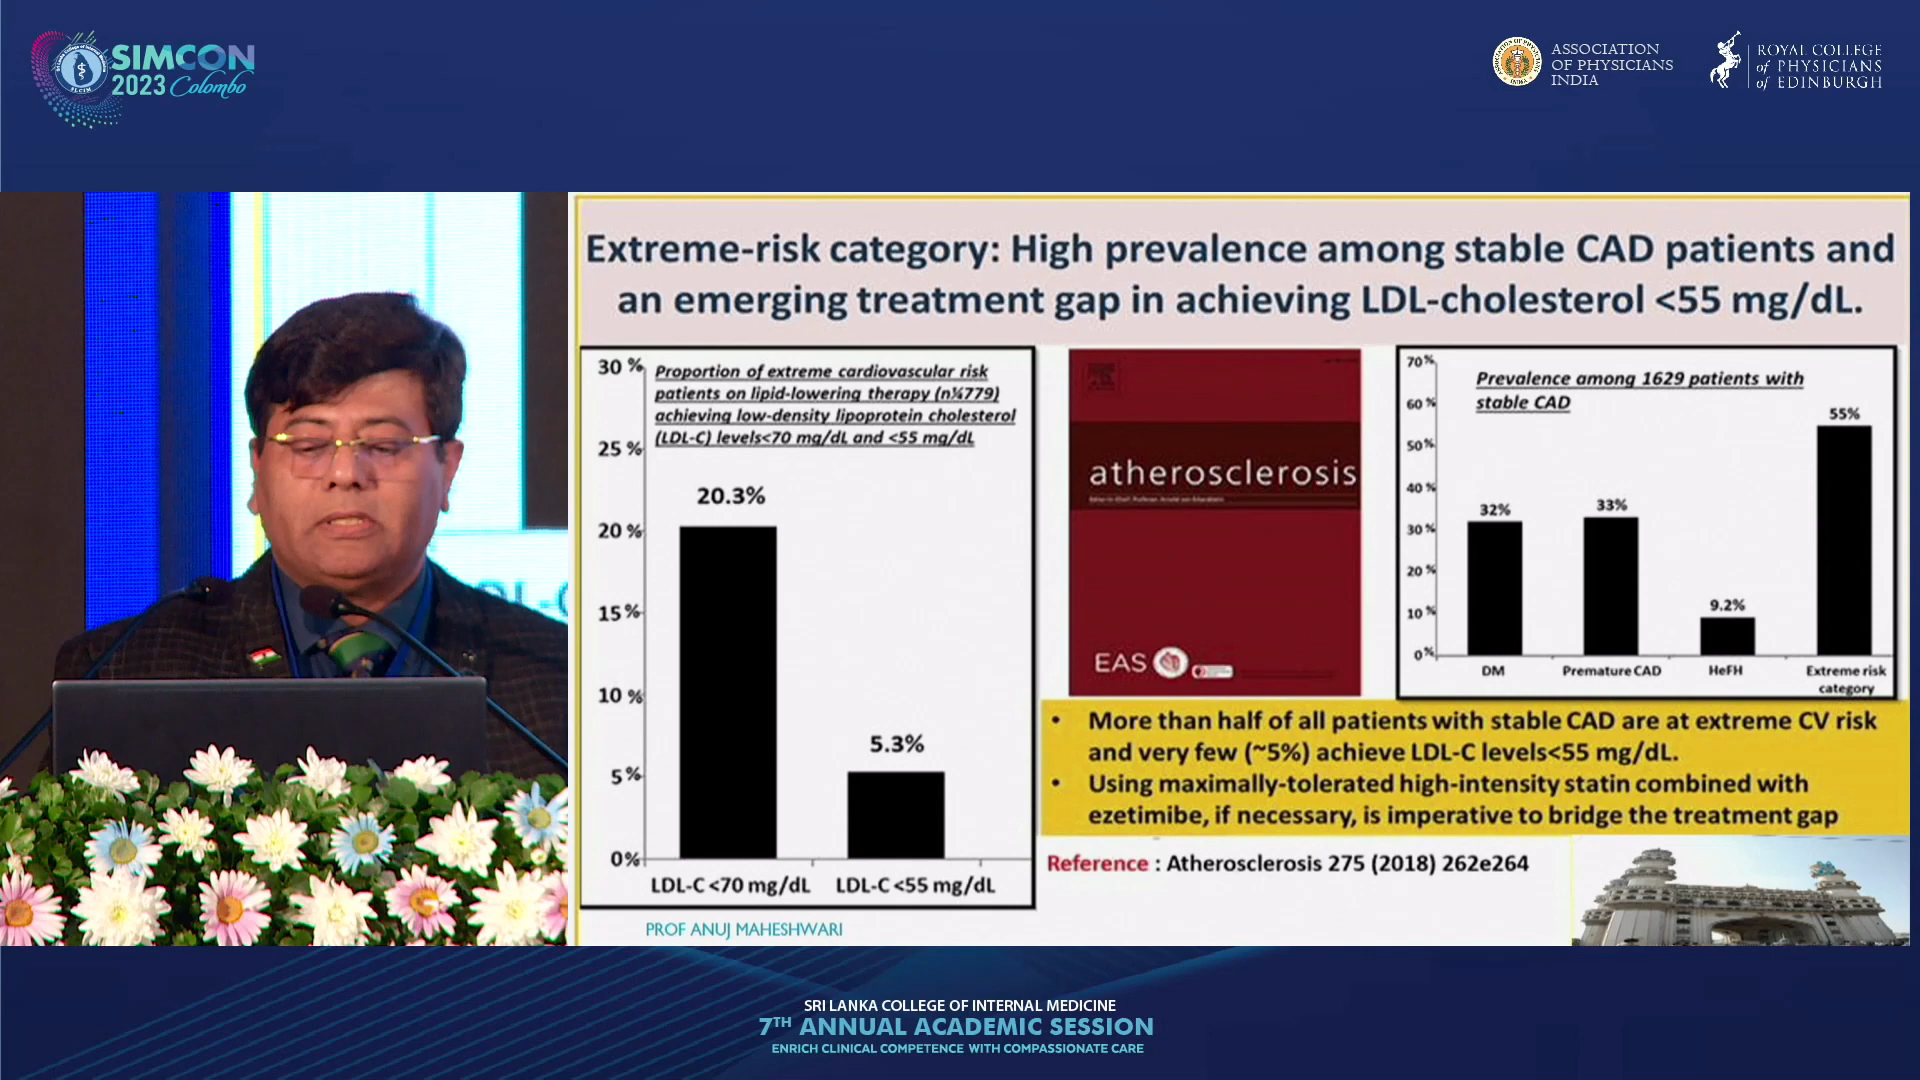 SIMCON
2023 Colombo
SLCIM
ASSOCIATION
OF PHYSICIANS
INDIA
ROYAL COLLEGE
of PHYSICIANS
of EDINBURGH
Extreme-risk category: High prevalence among stable CAD patients and
an emerging treatment gap in achieving LDL-cholesterol <55 mg/dL.
Proportion of extreme cardiovascular risk
patients on lipid-lowering therapy (n¼779)
achieving low-density lipoprotein cholesterol
(LDL-C) levels<70 mg/dL and <55 mg/dL
30 %
25 %
20 %
15 %
10 %
5 %
0%
20.3%
5.3%
LDL-C <70 mg/dL LDL-C <55 mg/dL
atherosclerosis
EAS
Prevalence among 1629 patients with
stable CAD
70%
60 %
50%
40 %
30 %
20 %
10 %
0%
32%
33%
9.2%
55%
DM Premature CAD HeFH Extreme risk
category
• More than half of all patients with stable CAD are at extreme CV risk
and very few (~5%) achieve LDL-C levels<55 mg/dL.
• Using maximally-tolerated high-intensity statin combined with
ezetimibe, if necessary, is imperative to bridge the treatment gap
Reference : Atherosclerosis 275 (2018) 262e264
PROF ANUJ MAHESHWARI
SRI LANKA COLLEGE OF INTERNAL MEDICINE
7TH ANNUAL ACADEMIC SESSION
ENRICH CLINICAL COMPETENCE WITH COMPASSIONATE CARE